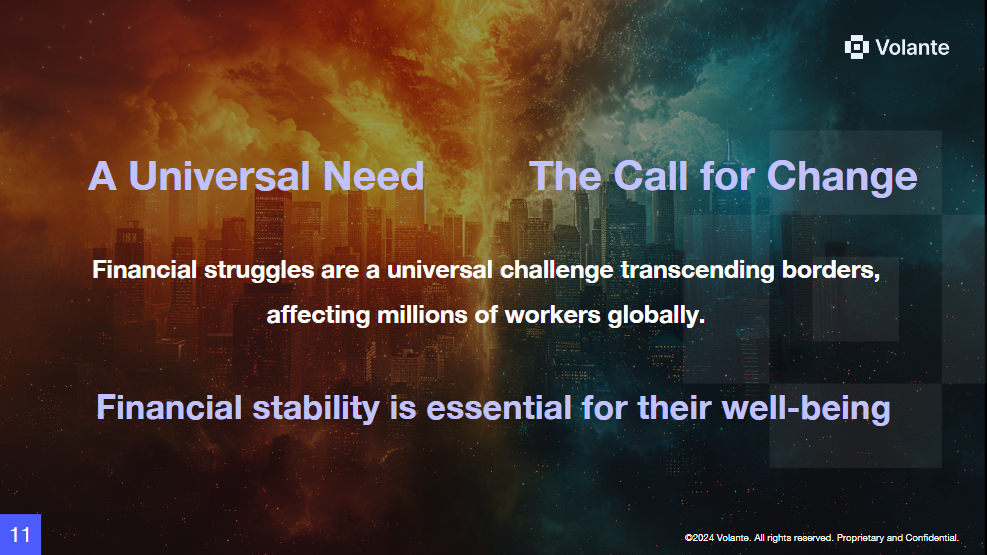 Volante
A Universal Need
The Call for Change
Financial struggles are a universal challenge transcending borders,
affecting millions of workers globally.
Financial stability is essential for their well-being
11
©2024 Volante. All rights reserved. Proprietary and Confidential.